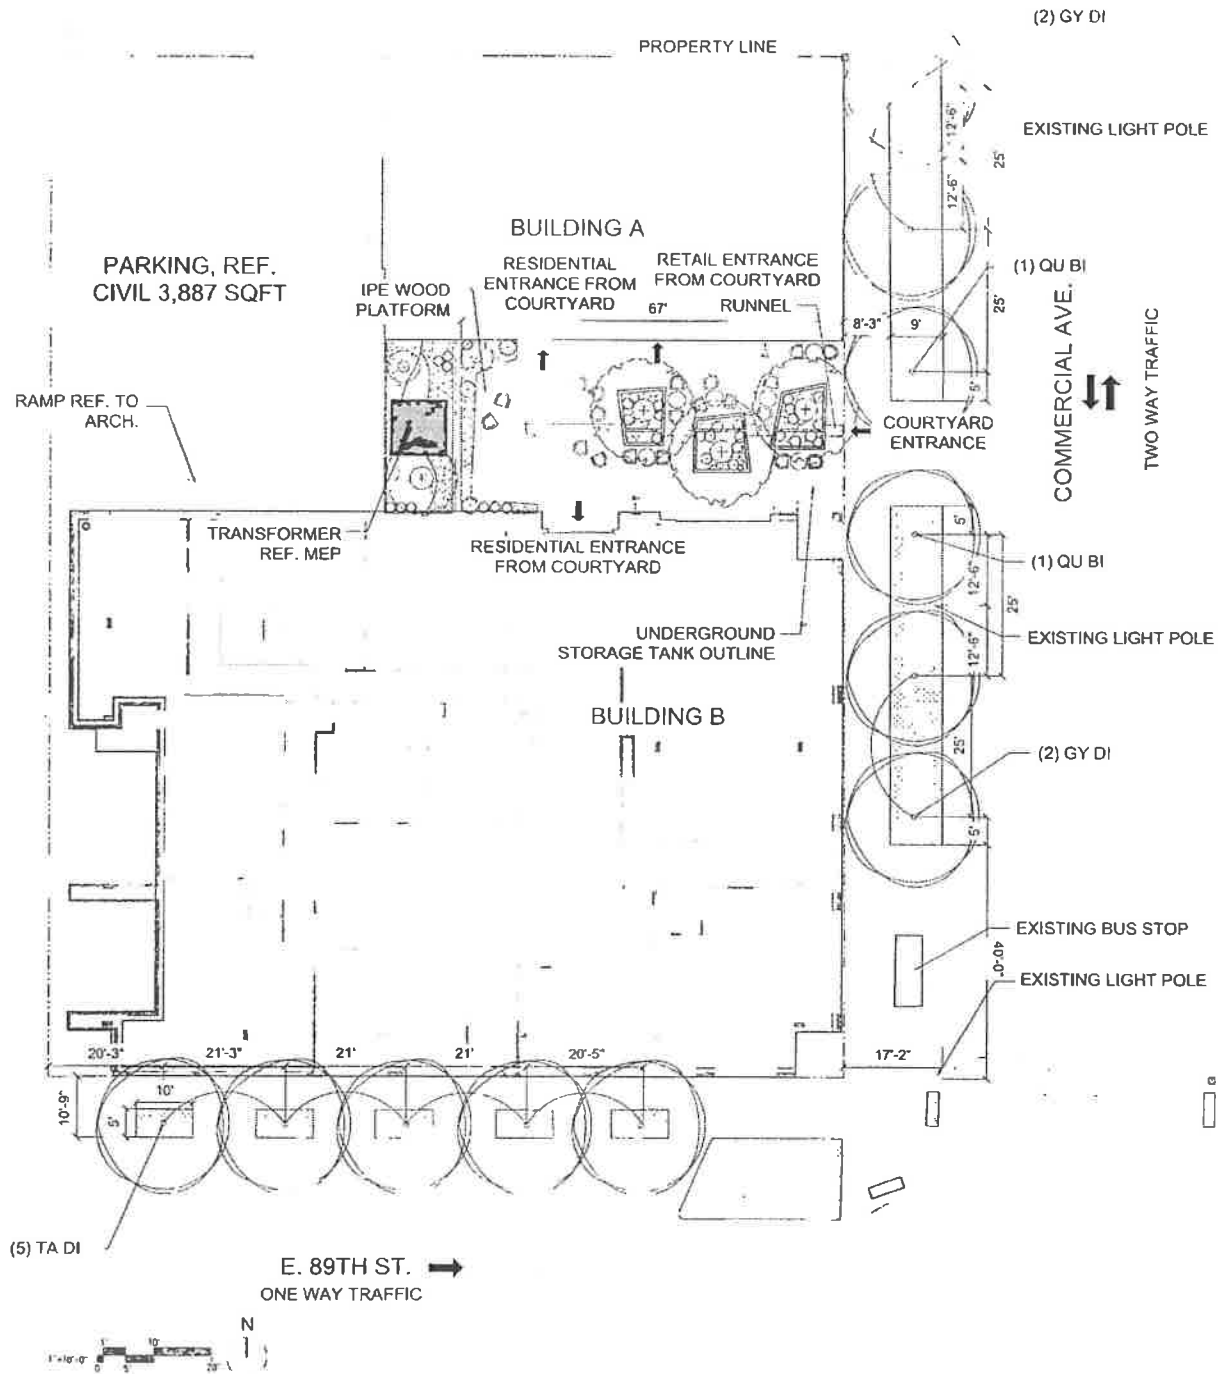 (2) GY DI
PROPERTY LINE
12'-6"
EXISTING LIGHT POLE
25'
12'-6"
BUILDING A
PARKING, REF.
CIVIL 3,887 SQFT
IPE WOOD
PLATFORM
RESIDENTIAL
ENTRANCE FROM
COURTYARD
RETAIL ENTRANCE
FROM COURTYARD
RUNNEL
67'
(1) QU BI
8'-3"
9'
25'
5'
COMMERCIAL AVE.
TWO WAY TRAFFIC
RAMP REF. TO
ARCH.
COURTYARD
ENTRANCE
TRANSFORMER
REF. MEP
RESIDENTIAL ENTRANCE
FROM COURTYARD
5'
(1) QU BI
12'-6"
25'
UNDERGROUND
STORAGE TANK OUTLINE
EXISTING LIGHT POLE
12'-6"
BUILDING B
25'
(2) GY DI
5'
EXISTING BUS STOP
40'-0"
EXISTING LIGHT POLE
20'-3"
21'-3"
21'
21'
20'-5"
17'-2"
10'-9"
10'
5'
(5) TA DI
E. 89TH ST.
ONE WAY TRAFFIC
N
1'
10'
0
5'
20'